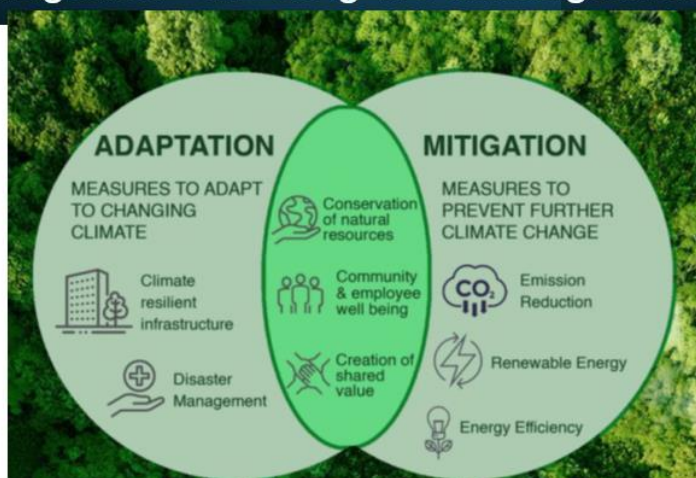 ADAPTATION
MEASURES TO ADAPT
TO CHANGING
CLIMATE
Climate
resilient
infrastructure
Disaster
Management
Conservation
of natural
resources
Community
& employee
well being
Creation of
shared
value
MITIGATION
MEASURES TO
PREVENT FURTHER
CLIMATE CHANGE
CO₂
Emission
Reduction
Renewable Energy
Energy Efficiency